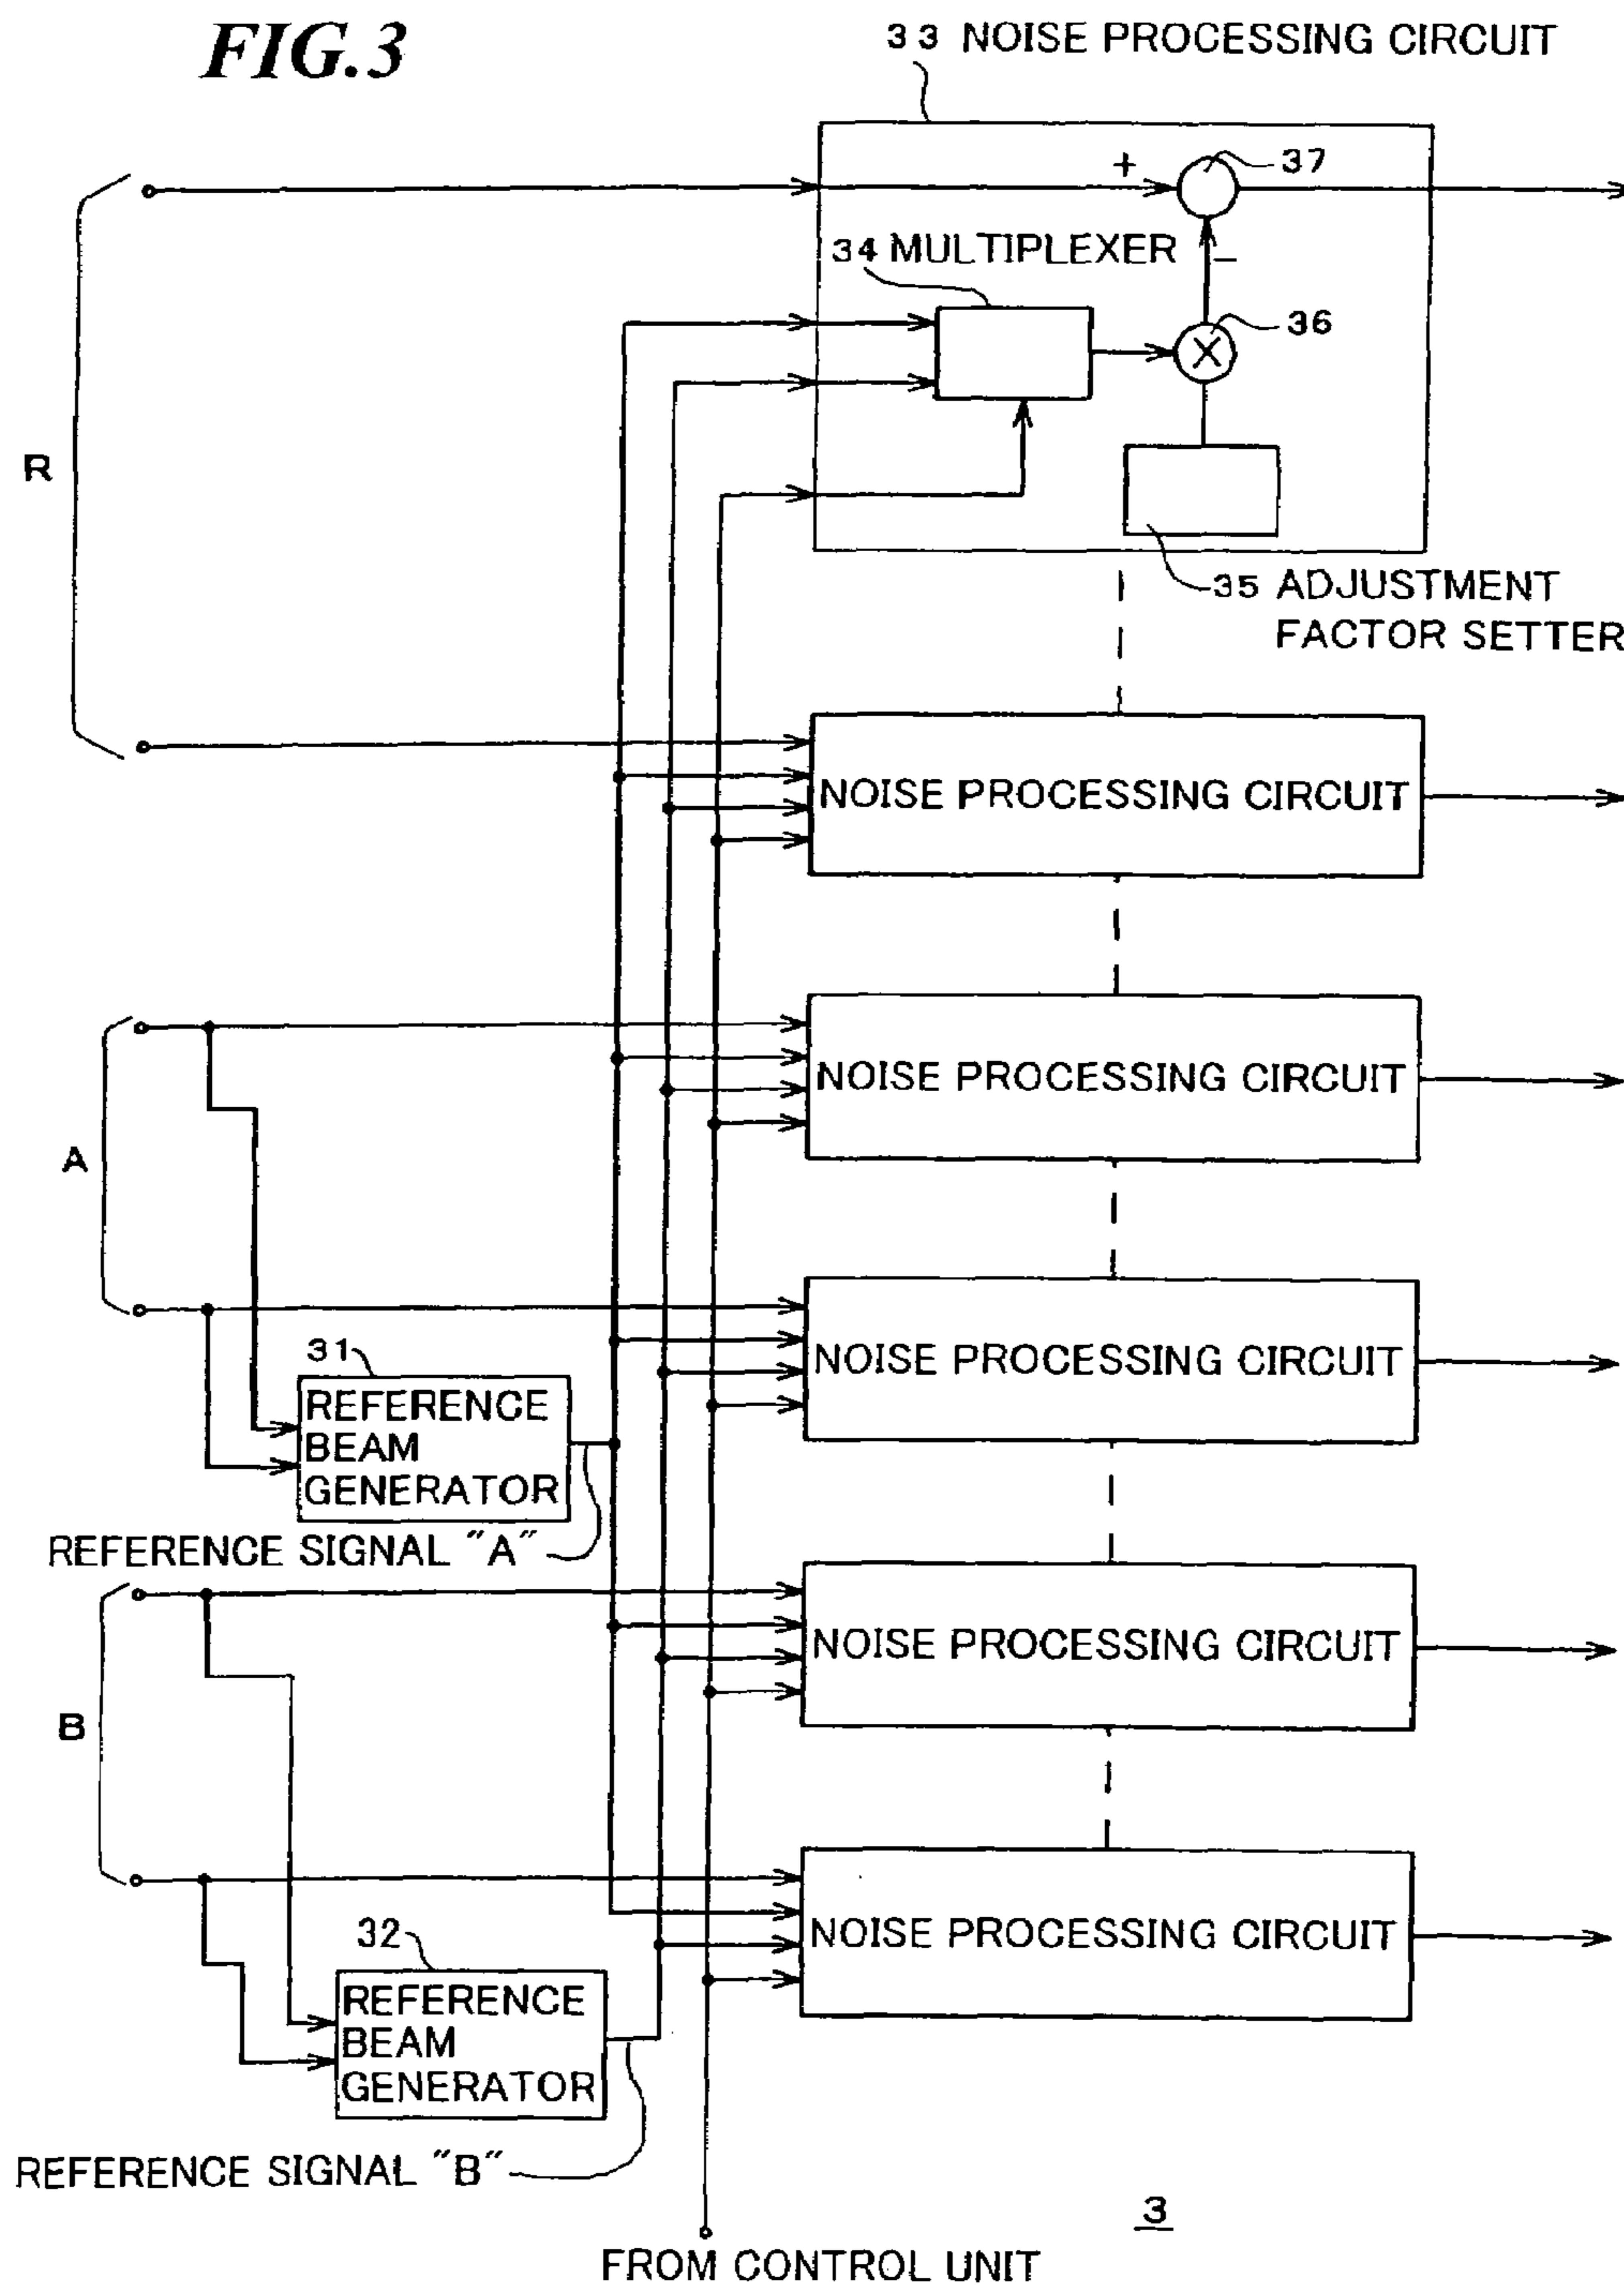 FIG.3
33 NOISE PROCESSING CIRCUIT
+
37
34 MULTIPLEXER
−
36
×
R
35 ADJUSTMENT
FACTOR SETTER
NOISE PROCESSING CIRCUIT
NOISE PROCESSING CIRCUIT
A
NOISE PROCESSING CIRCUIT
31
REFERENCE
BEAM
GENERATOR
REFERENCE SIGNAL "A"
NOISE PROCESSING CIRCUIT
B
NOISE PROCESSING CIRCUIT
32
REFERENCE
BEAM
GENERATOR
REFERENCE SIGNAL "B"
3
FROM CONTROL UNIT